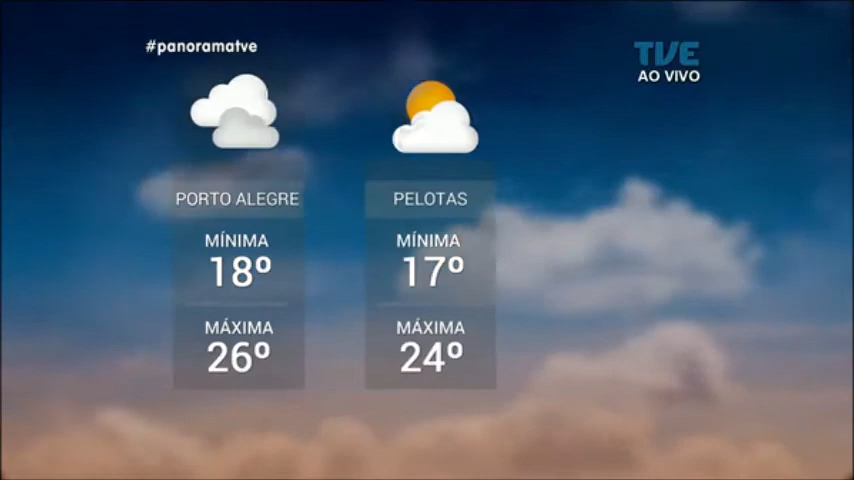 #panoramatve
TVE
AO VIVO
PORTO ALEGRE
MÍNIMA
18º
MÁXIMA
26º
PELOTAS
MÍNIMA
17º
MÁXIMA
24º